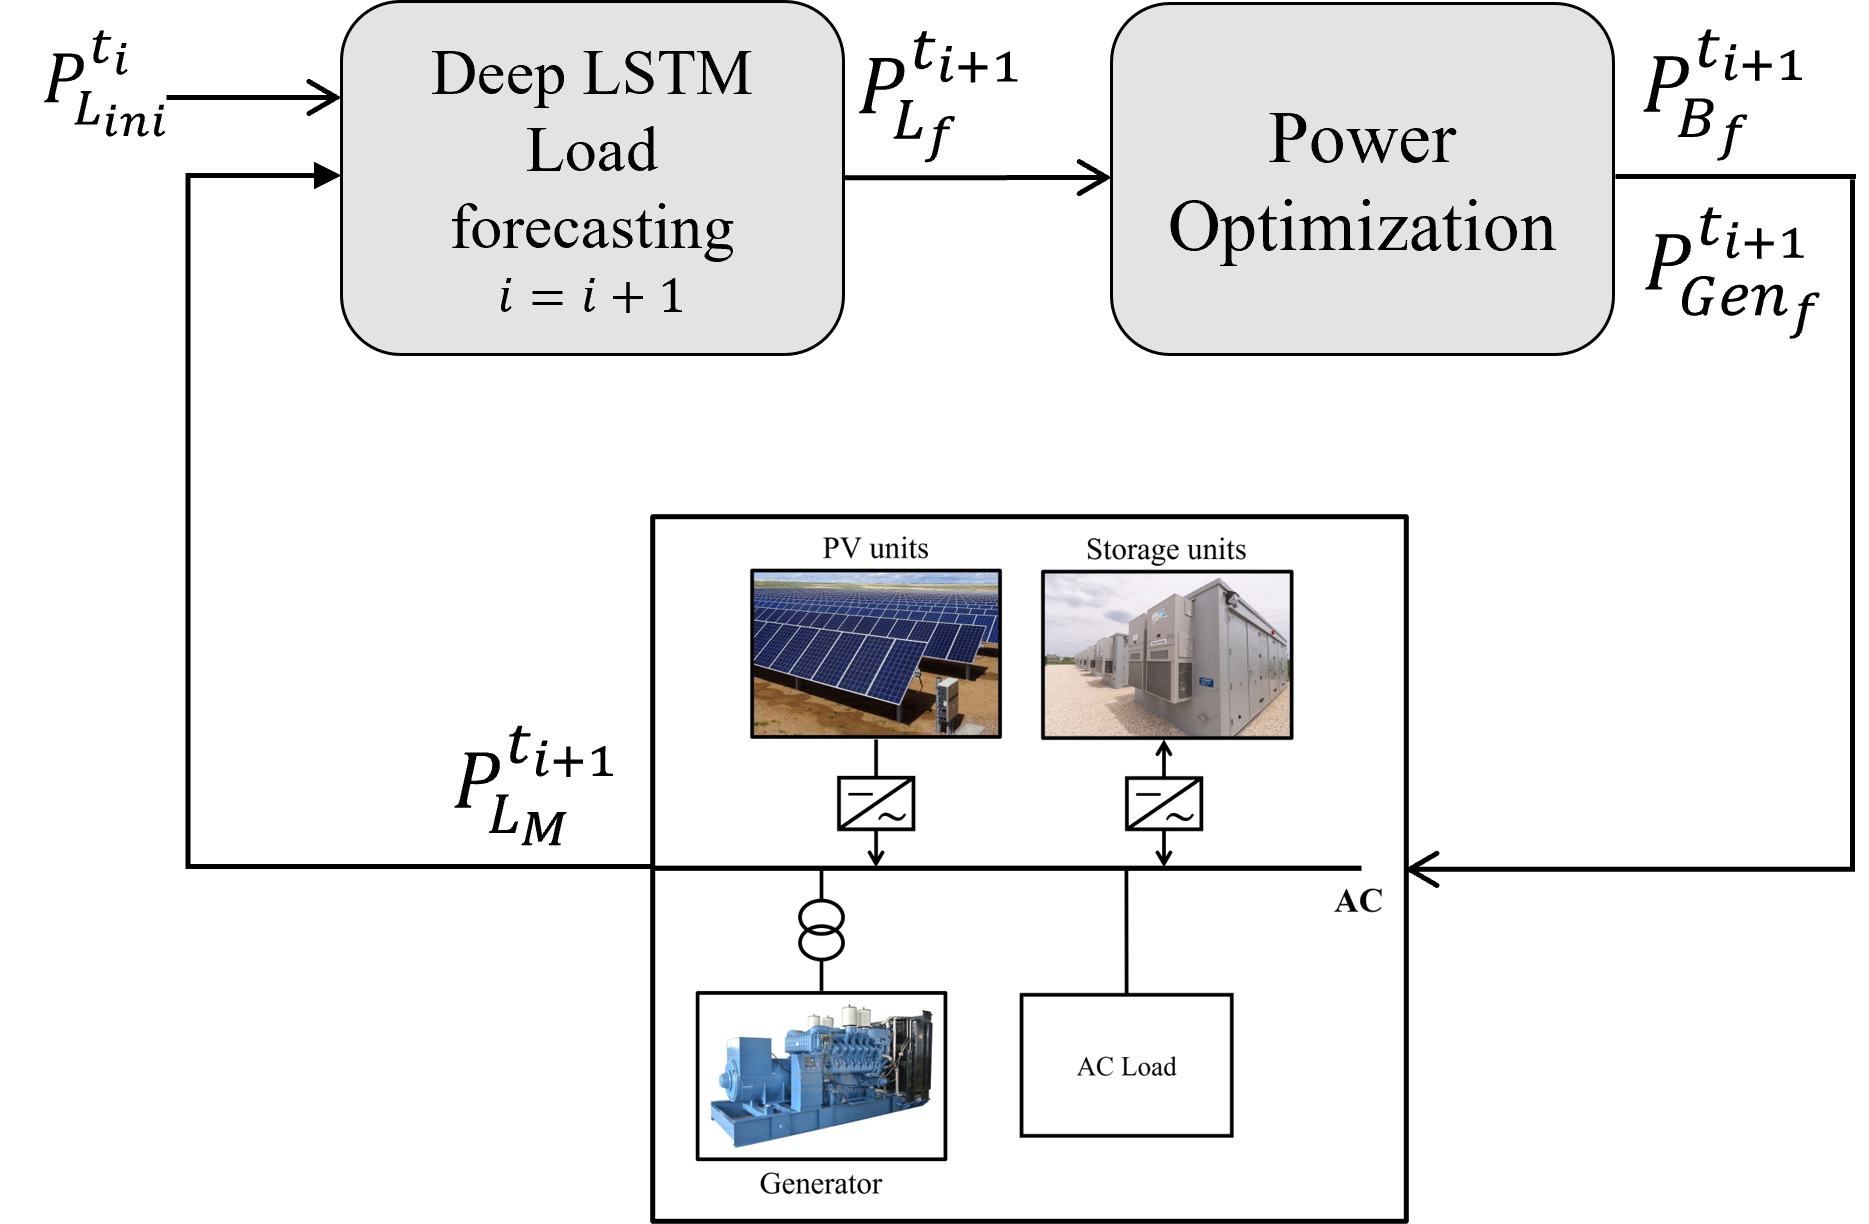 P_{L_{ini}}^{t_i}
Deep LSTM
Load
forecasting
i = i + 1
P_{L_f}^{t_{i+1}}
Power
Optimization
P_{B_f}^{t_{i+1}}
P_{Gen_f}^{t_{i+1}}
PV units
Storage units
P_{L_M}^{t_{i+1}}
AC
AC Load
Generator